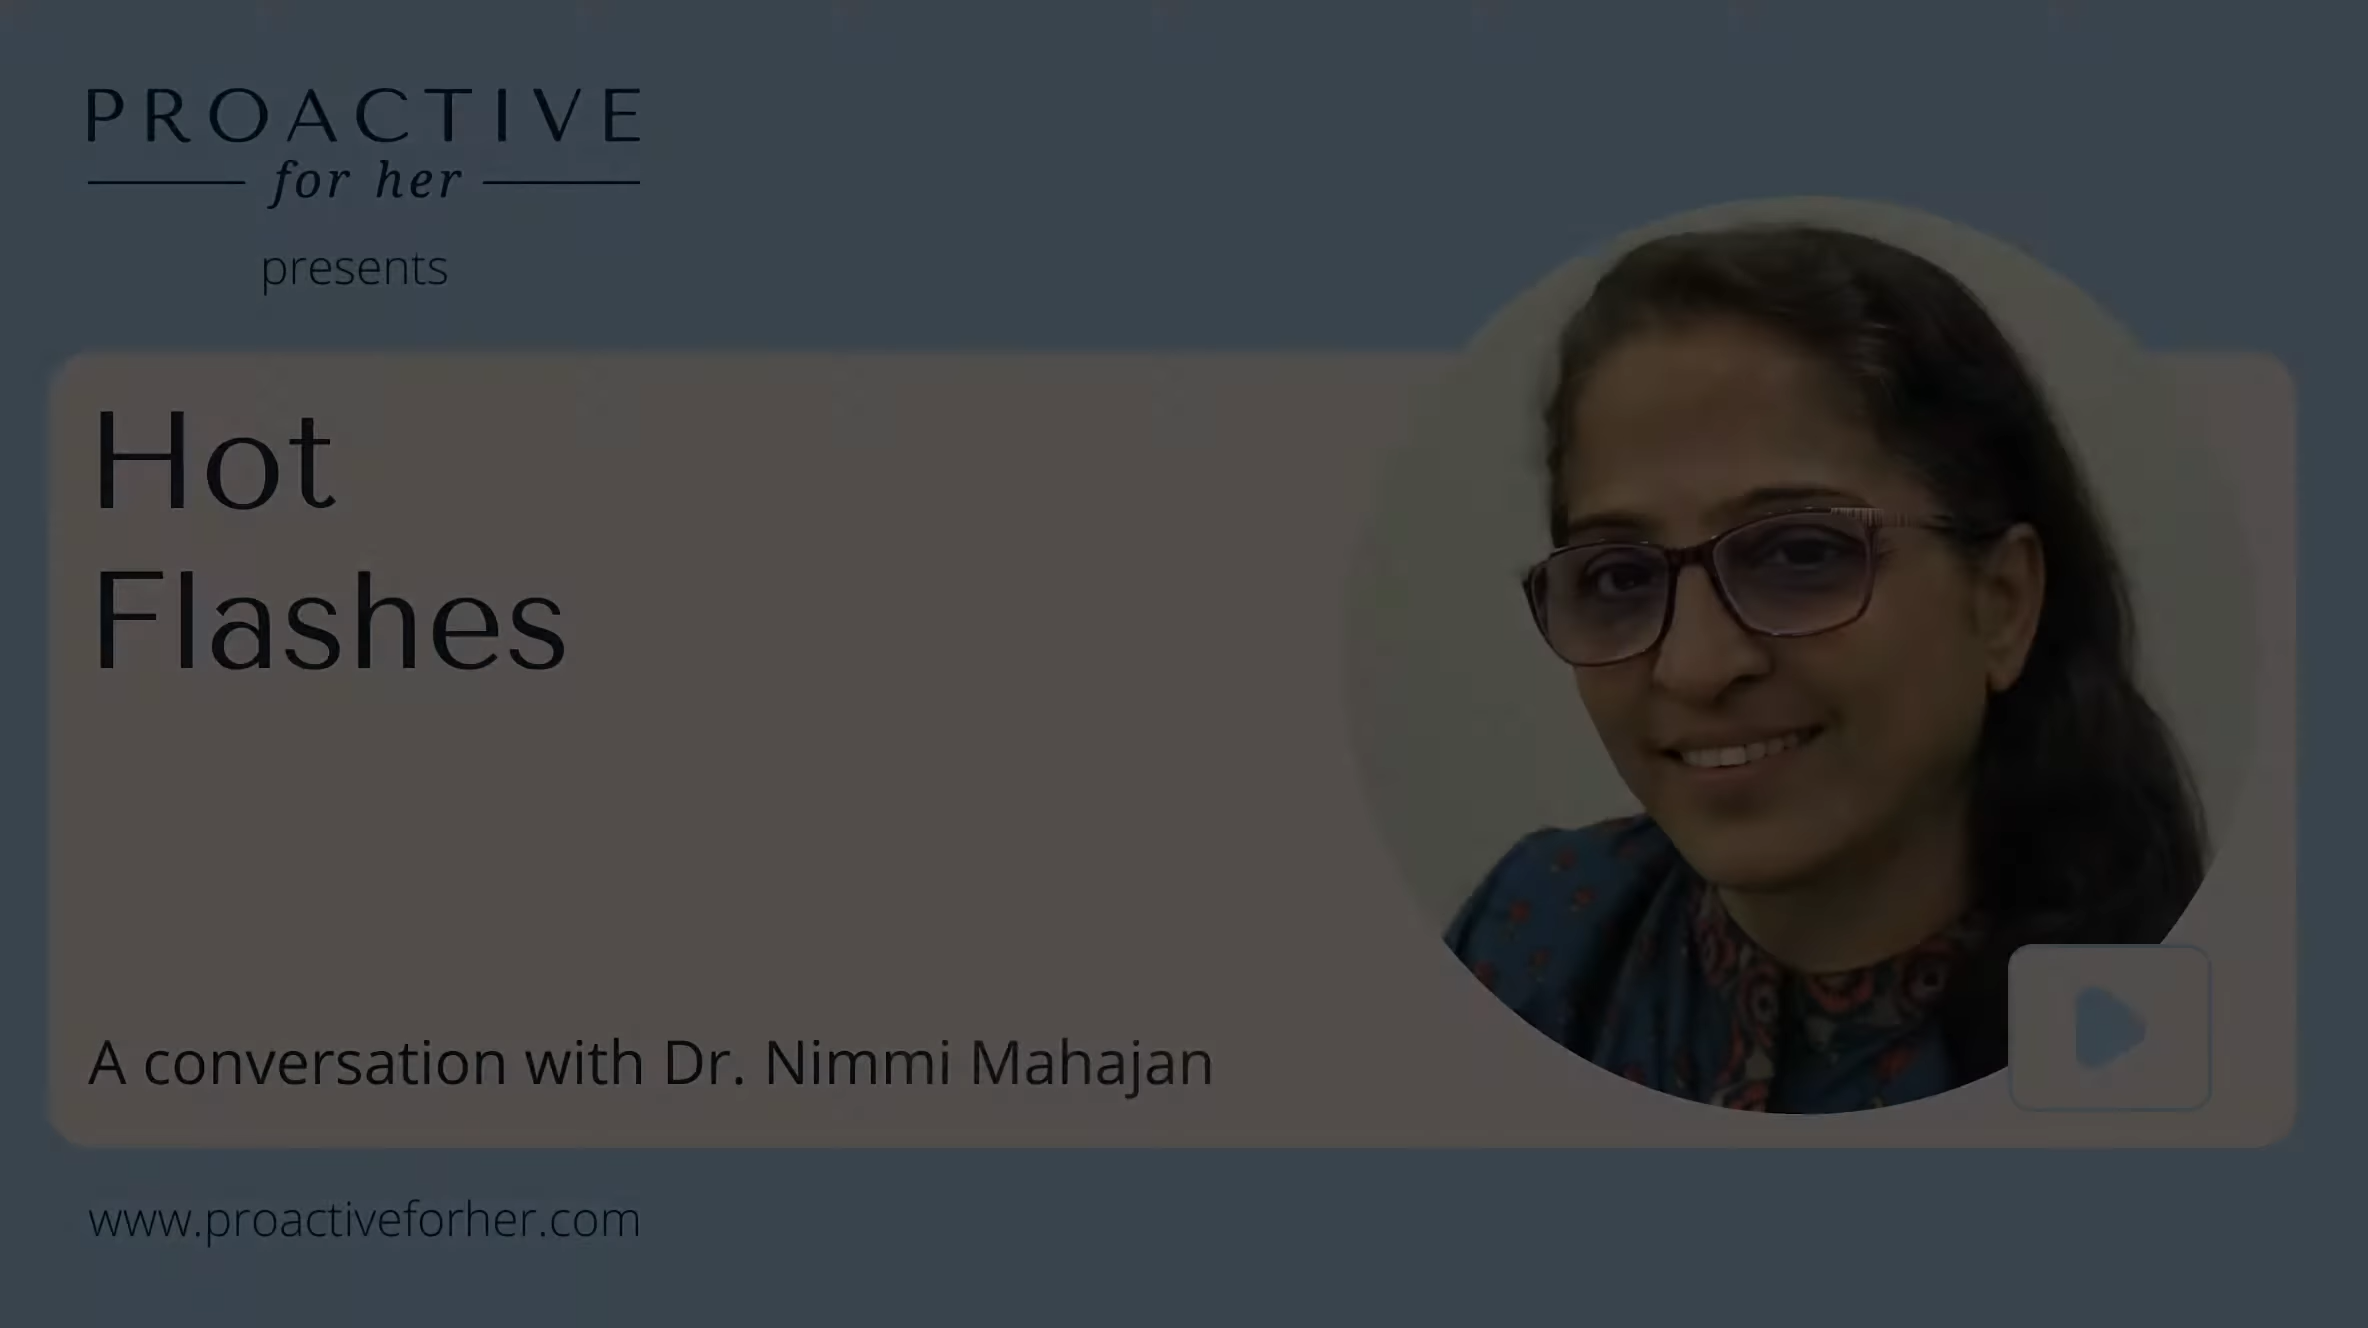 PROACTIVE
for her
presents
Hot
Flashes
A conversation with Dr. Nimmi Mahajan
www.proactiveforher.com